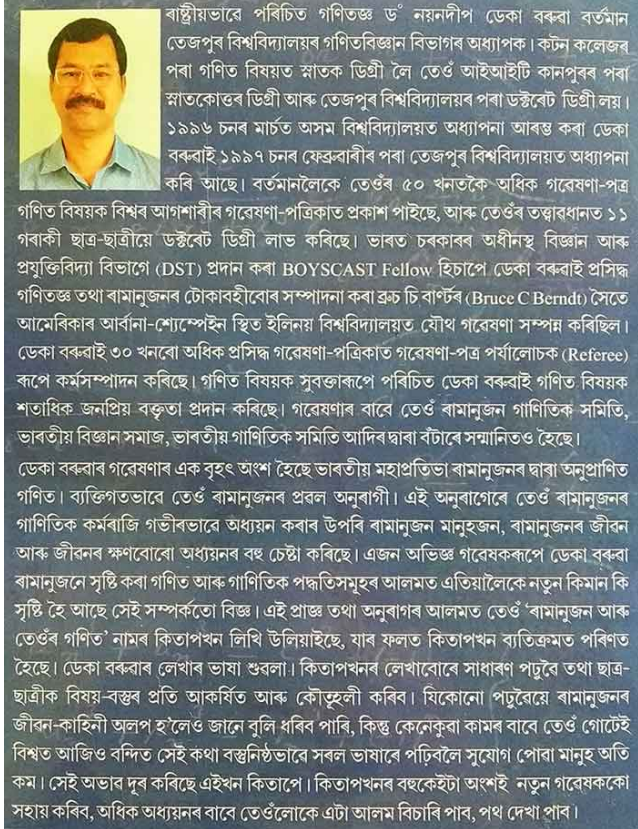 ৰাষ্ট্ৰীয়ভাৱে পৰিচিত গণিতজ্ঞ ড° নয়নদীপ ডেকা বৰুৱা বৰ্তমান
তেজপুৰ বিশ্ববিদ্যালয়ৰ গণিতবিজ্ঞান বিভাগৰ অধ্যাপক। কটন কলেজৰ
পৰা গণিত বিষয়ত স্নাতক ডিগ্ৰী লৈ তেওঁ আইআইটি কানপুৰৰ পৰা
স্নাতকোত্তৰ ডিগ্ৰী আৰু তেজপুৰ বিশ্ববিদ্যালয়ৰ পৰা ডক্টৰেট ডিগ্ৰী লয়।
১৯৯৬ চনৰ মাৰ্চত অসম বিশ্ববিদ্যালয়ত অধ্যাপনা আৰম্ভ কৰা ডেকা
বৰুৱাই ১৯৯৭ চনৰ ফেব্ৰুৱাৰীৰ পৰা তেজপুৰ বিশ্ববিদ্যালয়ত অধ্যাপনা
কৰি আছে। বৰ্তমানলৈকে তেওঁৰ ৫০ খনতকৈ অধিক গৱেষণা-পত্ৰ
গণিত বিষয়ক বিশ্বৰ আগশাৰীৰ গৱেষণা-পত্ৰিকাত প্ৰকাশ পাইছে, আৰু তেওঁৰ তত্বাৱধানত ১১
গৰাকী ছাত্ৰ-ছাত্ৰীয়ে ডক্টৰেট ডিগ্ৰী লাভ কৰিছে। ভাৰত চৰকাৰৰ অধীনস্থ বিজ্ঞান আৰু
প্ৰযুক্তিবিদ্যা বিভাগে (DST) প্ৰদান কৰা BOYSCAST Fellow হিচাপে ডেকা বৰুৱাই প্ৰসিদ্ধ
গণিতজ্ঞ তথা ৰামানুজনৰ টোকাবহীবোৰ সম্পাদনা কৰা ব্ৰুচ চি বাৰ্ণ্টৰ (Bruce C Berndt) সৈতে
আমেৰিকাৰ আৰ্বানা-শ্যেম্পেইন স্থিত ইলিনয় বিশ্ববিদ্যালয়ত যৌথ গৱেষণা সম্পন্ন কৰিছিল।
ডেকা বৰুৱাই ৩০ খনৰো অধিক প্ৰসিদ্ধ গৱেষণা-পত্ৰিকাত গৱেষণা-পত্ৰ পৰ্যালোচক (Referee)
ৰূপে কৰ্মসম্পাদন কৰিছে। গণিত বিষয়ক সুবক্তাৰূপে পৰিচিত ডেকা বৰুৱাই গণিত বিষয়ক
শতাধিক জনপ্ৰিয় বক্তৃতা প্ৰদান কৰিছে। গৱেষণাৰ বাবে তেওঁ ৰামানুজন গাণিতিক সমিতি,
ভাৰতীয় বিজ্ঞান সমাজ, ভাৰতীয় গাণিতিক সমিতি আদিৰ দ্বাৰা বঁটাৰে সন্মানিতও হৈছে।
ডেকা বৰুৱাৰ গৱেষণাৰ এক বৃহৎ অংশ হৈছে ভাৰতীয় মহাপ্ৰতিভা ৰামানুজনৰ দ্বাৰা অনুপ্ৰাণিত
গণিত। ব্যক্তিগতভাৱে তেওঁ ৰামানুজনৰ প্ৰৱল অনুৰাগী। এই অনুৰাগেৰে তেওঁ ৰামানুজনৰ
গাণিতিক কৰ্মৰাজি গভীৰভাৱে অধ্যয়ন কৰাৰ উপৰি ৰামানুজন মানুহজন, ৰামানুজনৰ জীৱন
আৰু জীৱনৰ ক্ষণবোৰো অধ্যয়নৰ বহু চেষ্টা কৰিছে। এজন অভিজ্ঞ গৱেষকৰূপে ডেকা বৰুৱা
ৰামানুজনে সৃষ্টি কৰা গণিত আৰু গাণিতিক পদ্ধতিসমূহৰ আলমত এতিয়ালৈকে নতুন কিমান কি
সৃষ্টি হৈ আছে সেই সম্পৰ্কতো বিজ্ঞ। এই প্ৰাজ্ঞ তথা অনুৰাগৰ আলমত তেওঁ ‘ৰামানুজন আৰু
তেওঁৰ গণিত’ নামৰ কিতাপখন লিখি উলিয়াইছে, যাৰ ফলত কিতাপখন ব্যতিক্ৰমত পৰিণত
হৈছে। ডেকা বৰুৱাৰ লেখাৰ ভাষা শুৱলা। কিতাপখনৰ লেখাবোৰে সাধাৰণ পঢ়ুৱৈ তথা ছাত্ৰ-
ছাত্ৰীক বিষয়-বস্তুৰ প্ৰতি আকৰ্ষিত আৰু কৌতূহলী কৰিব। যিকোনো পঢ়ুৱৈয়ে ৰামানুজনৰ
জীৱন-কাহিনী অলপ হ'লেও জানে বুলি ধৰিব পাৰি, কিন্তু কেনেকুৱা কামৰ বাবে তেওঁ গোটেই
বিশ্বত আজিও বন্দিত সেই কথা বস্তুনিষ্ঠভাৱে সৰল ভাষাৰে পঢ়িবলৈ সুযোগ পোৱা মানুহ অতি
কম। সেই অভাৱ দূৰ কৰিছে এইখন কিতাপে। কিতাপখনৰ বহুকেইটা অংশই নতুন গৱেষককো
সহায় কৰিব, অধিক অধ্যয়নৰ বাবে তেওঁলোকে এটা আলম বিচাৰি পাব, পথ দেখা পাব।